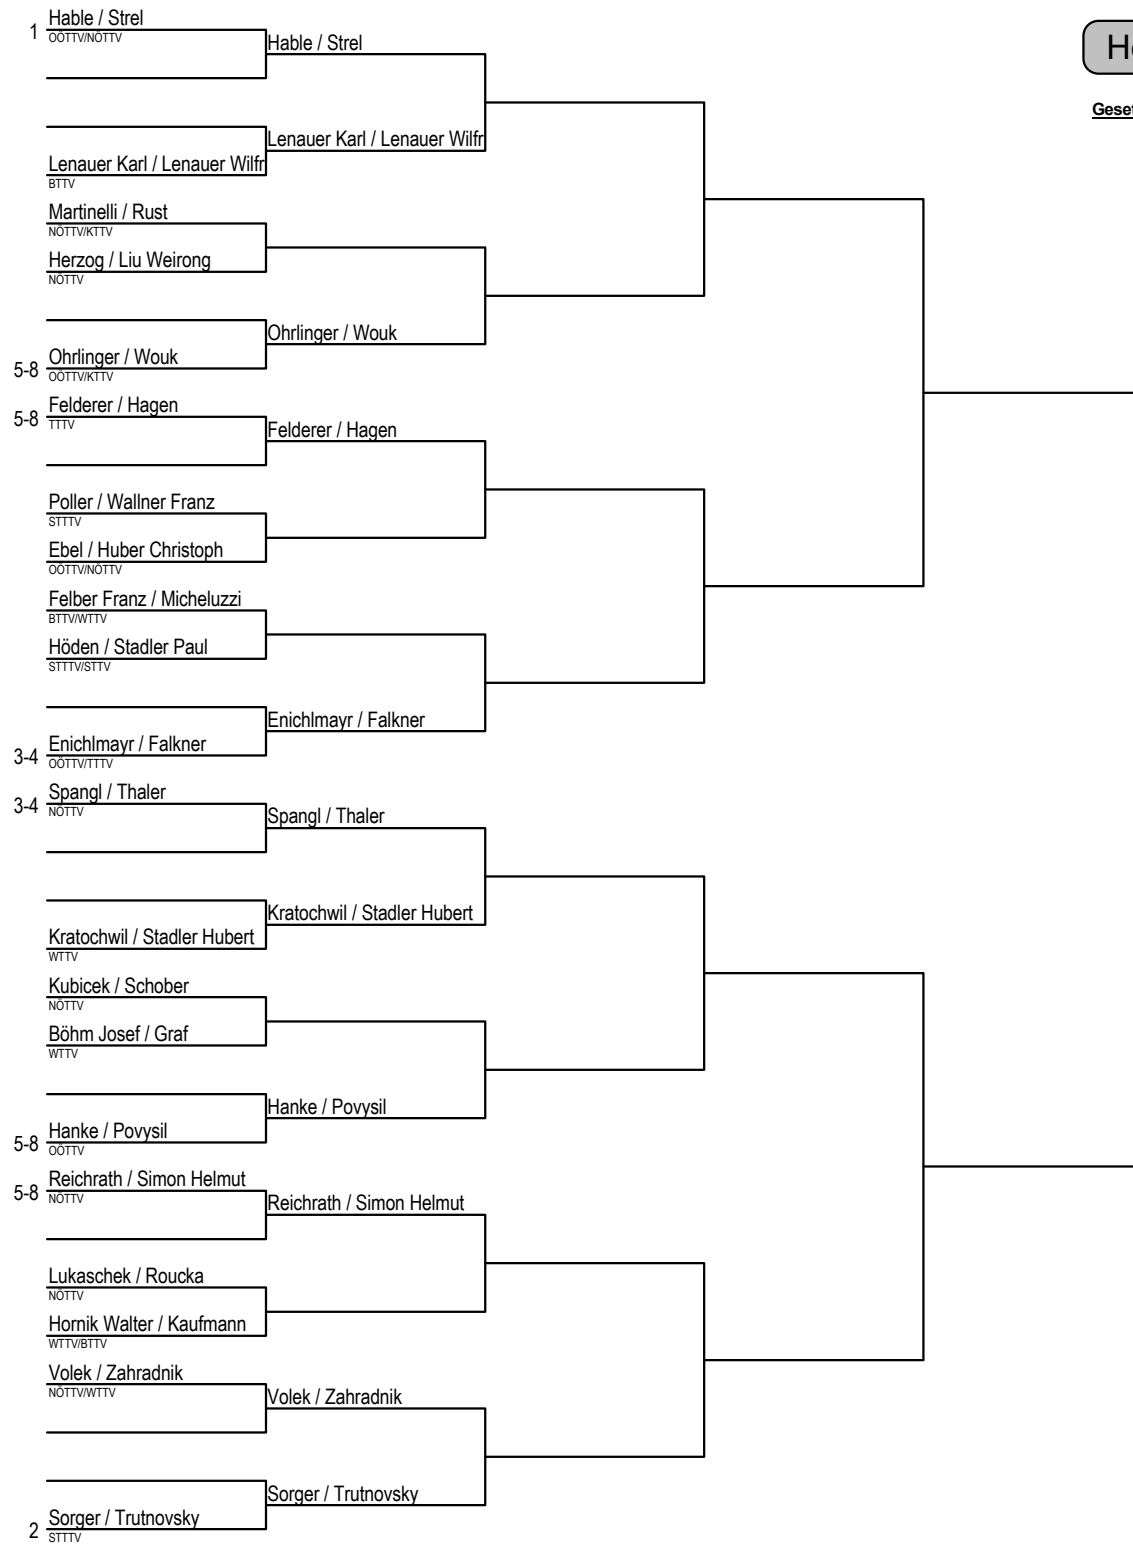 Hable / Strel
1
OÖTTV/NÖTTV
Hable / Strel
Lenauer Karl / Lenauer Wilfr
Lenauer Karl / Lenauer Wilfr
BTTV
Martinelli / Rust
NÖTTV/KTTV
Herzog / Liu Weirong
NÖTTV
Ohrlinger / Wouk
Ohrlinger / Wouk
5-8
OÖTTV/KTTV
Felderer / Hagen
5-8
TTTV
Felderer / Hagen
Poller / Wallner Franz
STTTV
Ebel / Huber Christoph
OÖTTV/NÖTTV
Felber Franz / Micheluzzi
BTTV/WTTV
Höden / Stadler Paul
STTTV/STTV
Enichlmayr / Falkner
Enichlmayr / Falkner
3-4
OÖTTV/TTTV
Spangl / Thaler
3-4
NÖTTV
Spangl / Thaler
Kratochwil / Stadler Hubert
Kratochwil / Stadler Hubert
WTTV
Kubicek / Schober
NÖTTV
Böhm Josef / Graf
WTTV
Hanke / Povysil
Hanke / Povysil
5-8
OÖTTV
Reichrath / Simon Helmut
5-8
NÖTTV
Reichrath / Simon Helmut
Lukaschek / Roucka
NÖTTV
Hornik Walter / Kaufmann
WTTV/BTTV
Volek / Zahradnik
NÖTTV/WTTV
Volek / Zahradnik
Sorger / Trutnovsky
Sorger / Trutnovsky
2
STTTV